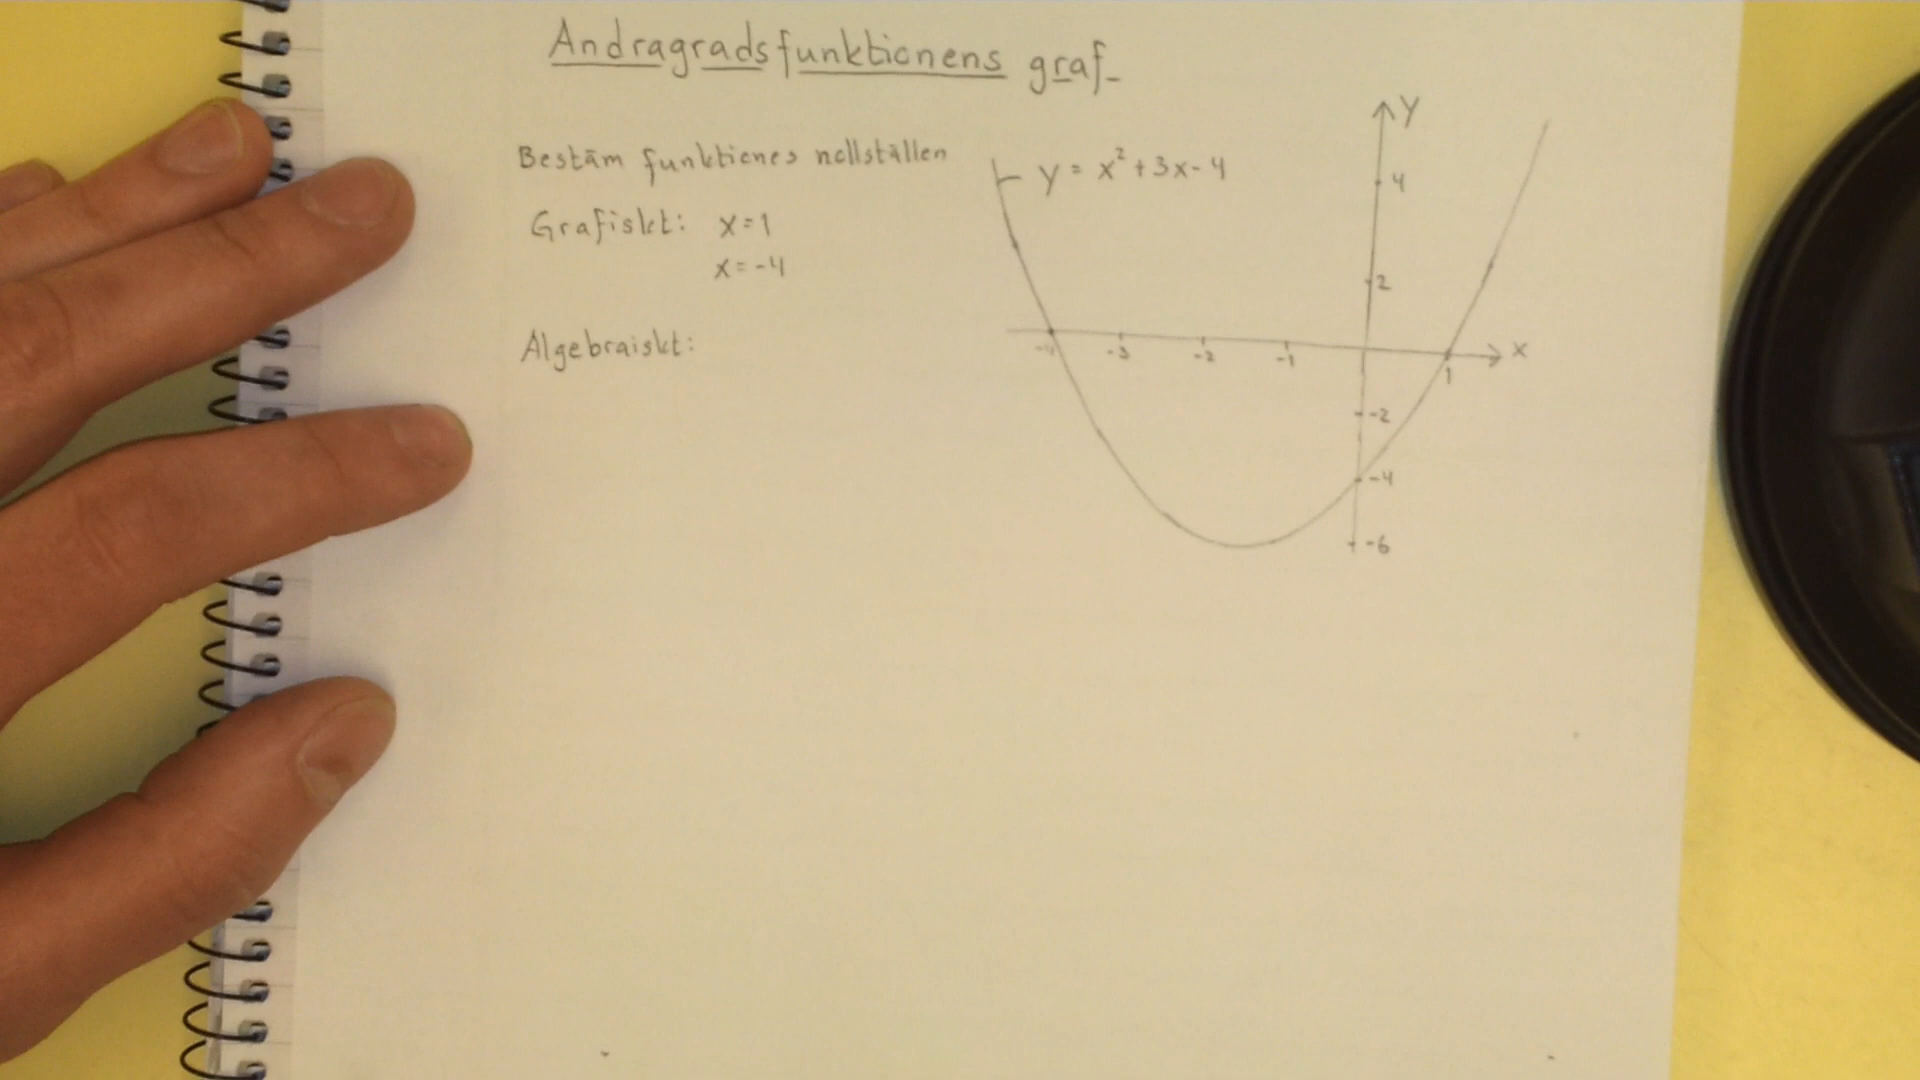 Andragradsfunktionens graf
Bestäm funktiones nollställen
Grafiskt: x=1
x=-4
Algebraiskt:
y = x² + 3x - 4
y
4
2
-4 -3 -2 -1 1 x
-2
-4
-6